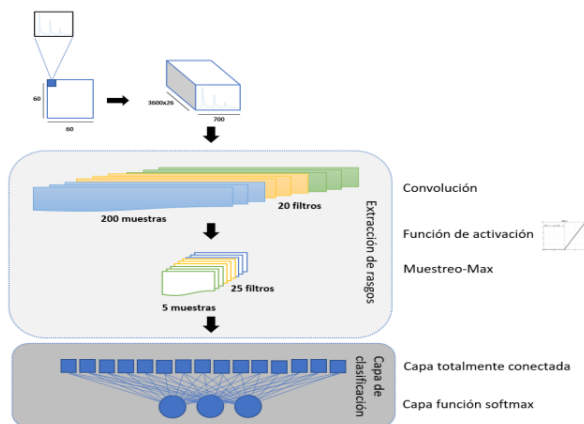 60
60
3600x26
700
200 muestras
20 filtros
Convolución
Extracción de rasgos
Función de activación
Muestreo-Max
25 filtros
5 muestras
Capa de
clasificación
Capa totalmente conectada
Capa función softmax